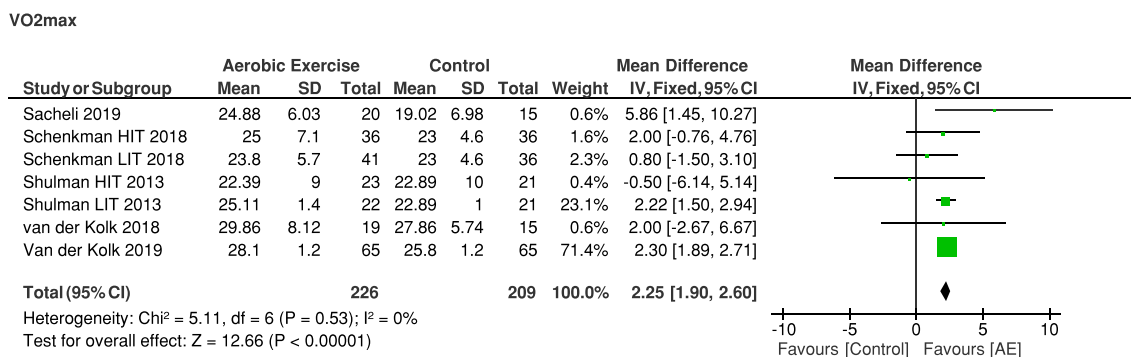 VO2max
Aerobic Exercise Control Mean Difference Mean Difference
Study or Subgroup Mean SD Total Mean SD Total Weight IV, Fixed, 95% CI IV, Fixed, 95% CI
Sacheli 2019 24.88 6.03 20 19.02 6.98 15 0.6% 5.86 [1.45, 10.27]
Schenkman HIT 2018 25 7.1 36 23 4.6 36 1.6% 2.00 [-0.76, 4.76]
Schenkman LIT 2018 23.8 5.7 41 23 4.6 36 2.3% 0.80 [-1.50, 3.10]
Shulman HIT 2013 22.39 9 23 22.89 10 21 0.4% -0.50 [-6.14, 5.14]
Shulman LIT 2013 25.11 1.4 22 22.89 1 21 23.1% 2.22 [1.50, 2.94]
van der Kolk 2018 29.86 8.12 19 27.86 5.74 15 0.6% 2.00 [-2.67, 6.67]
Van der Kolk 2019 28.1 1.2 65 25.8 1.2 65 71.4% 2.30 [1.89, 2.71]
Total (95% CI) 226 209 100.0% 2.25 [1.90, 2.60]
Heterogeneity: Chi² = 5.11, df = 6 (P = 0.53); I² = 0%
Test for overall effect: Z = 12.66 (P < 0.00001)
-10 -5 0 5 10
Favours [Control] Favours [AE]